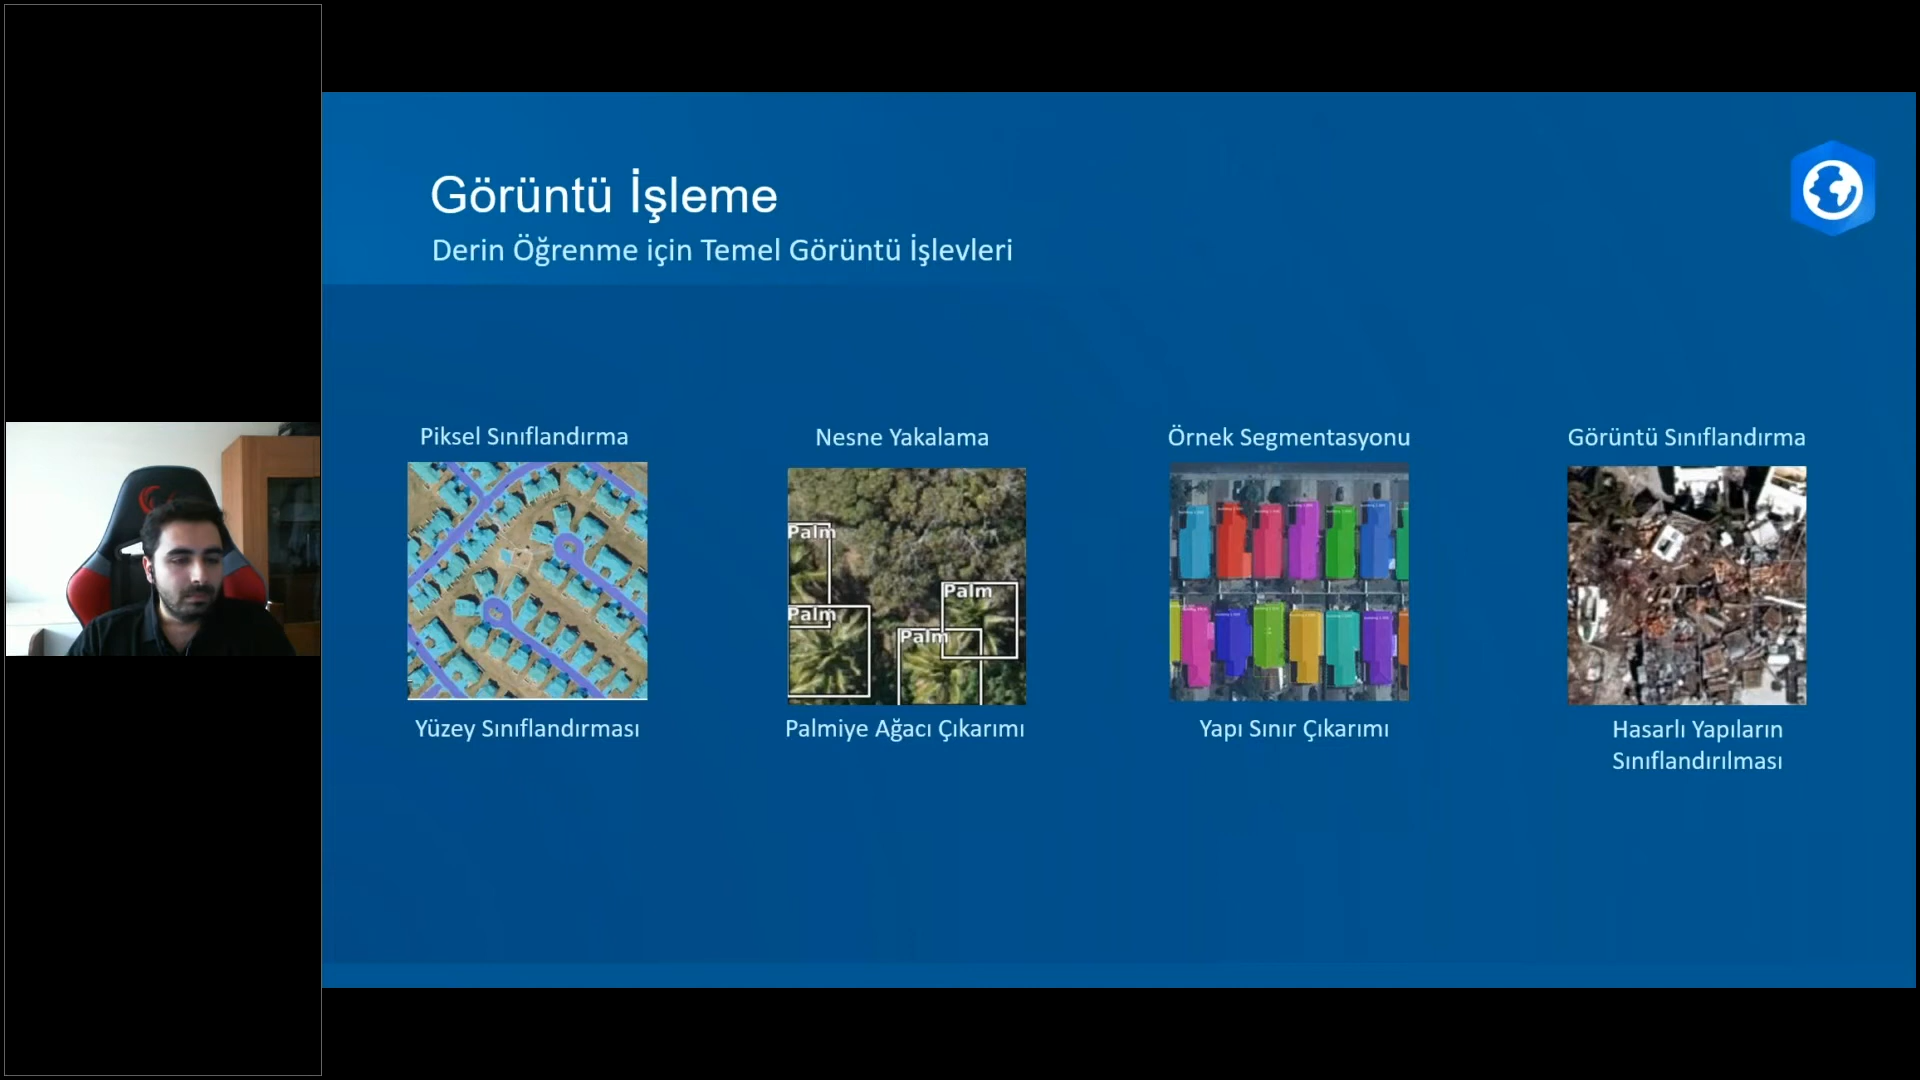 Görüntü İşleme
Derin Öğrenme için Temel Görüntü İşlevleri
Piksel Sınıflandırma
Nesne Yakalama
Örnek Segmentasyonu
Görüntü Sınıflandırma
Palm
Palm
Palm
Palm
Yüzey Sınıflandırması
Palmiye Ağacı Çıkarımı
Yapı Sınır Çıkarımı
Hasarlı Yapıların
Sınıflandırılması